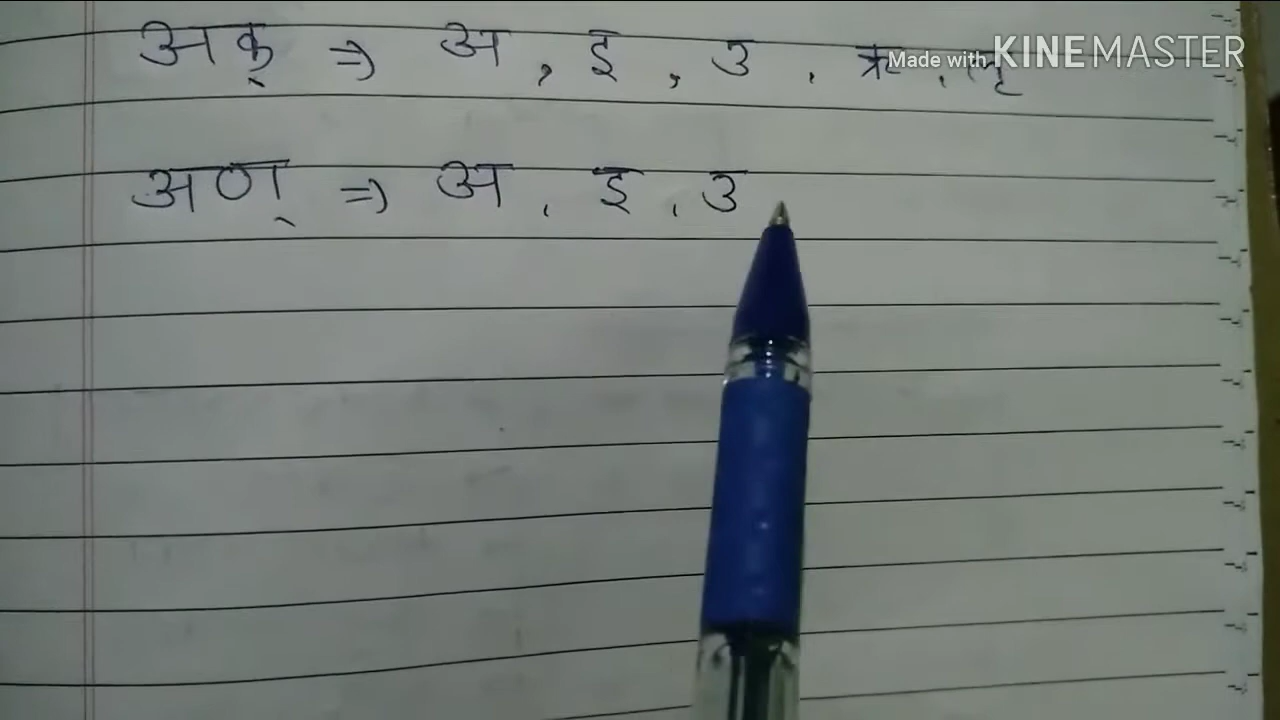 अक् => अ, इ, उ, ऋ, लृ
Made with KINEMASTER
अण् => अ, इ, उ